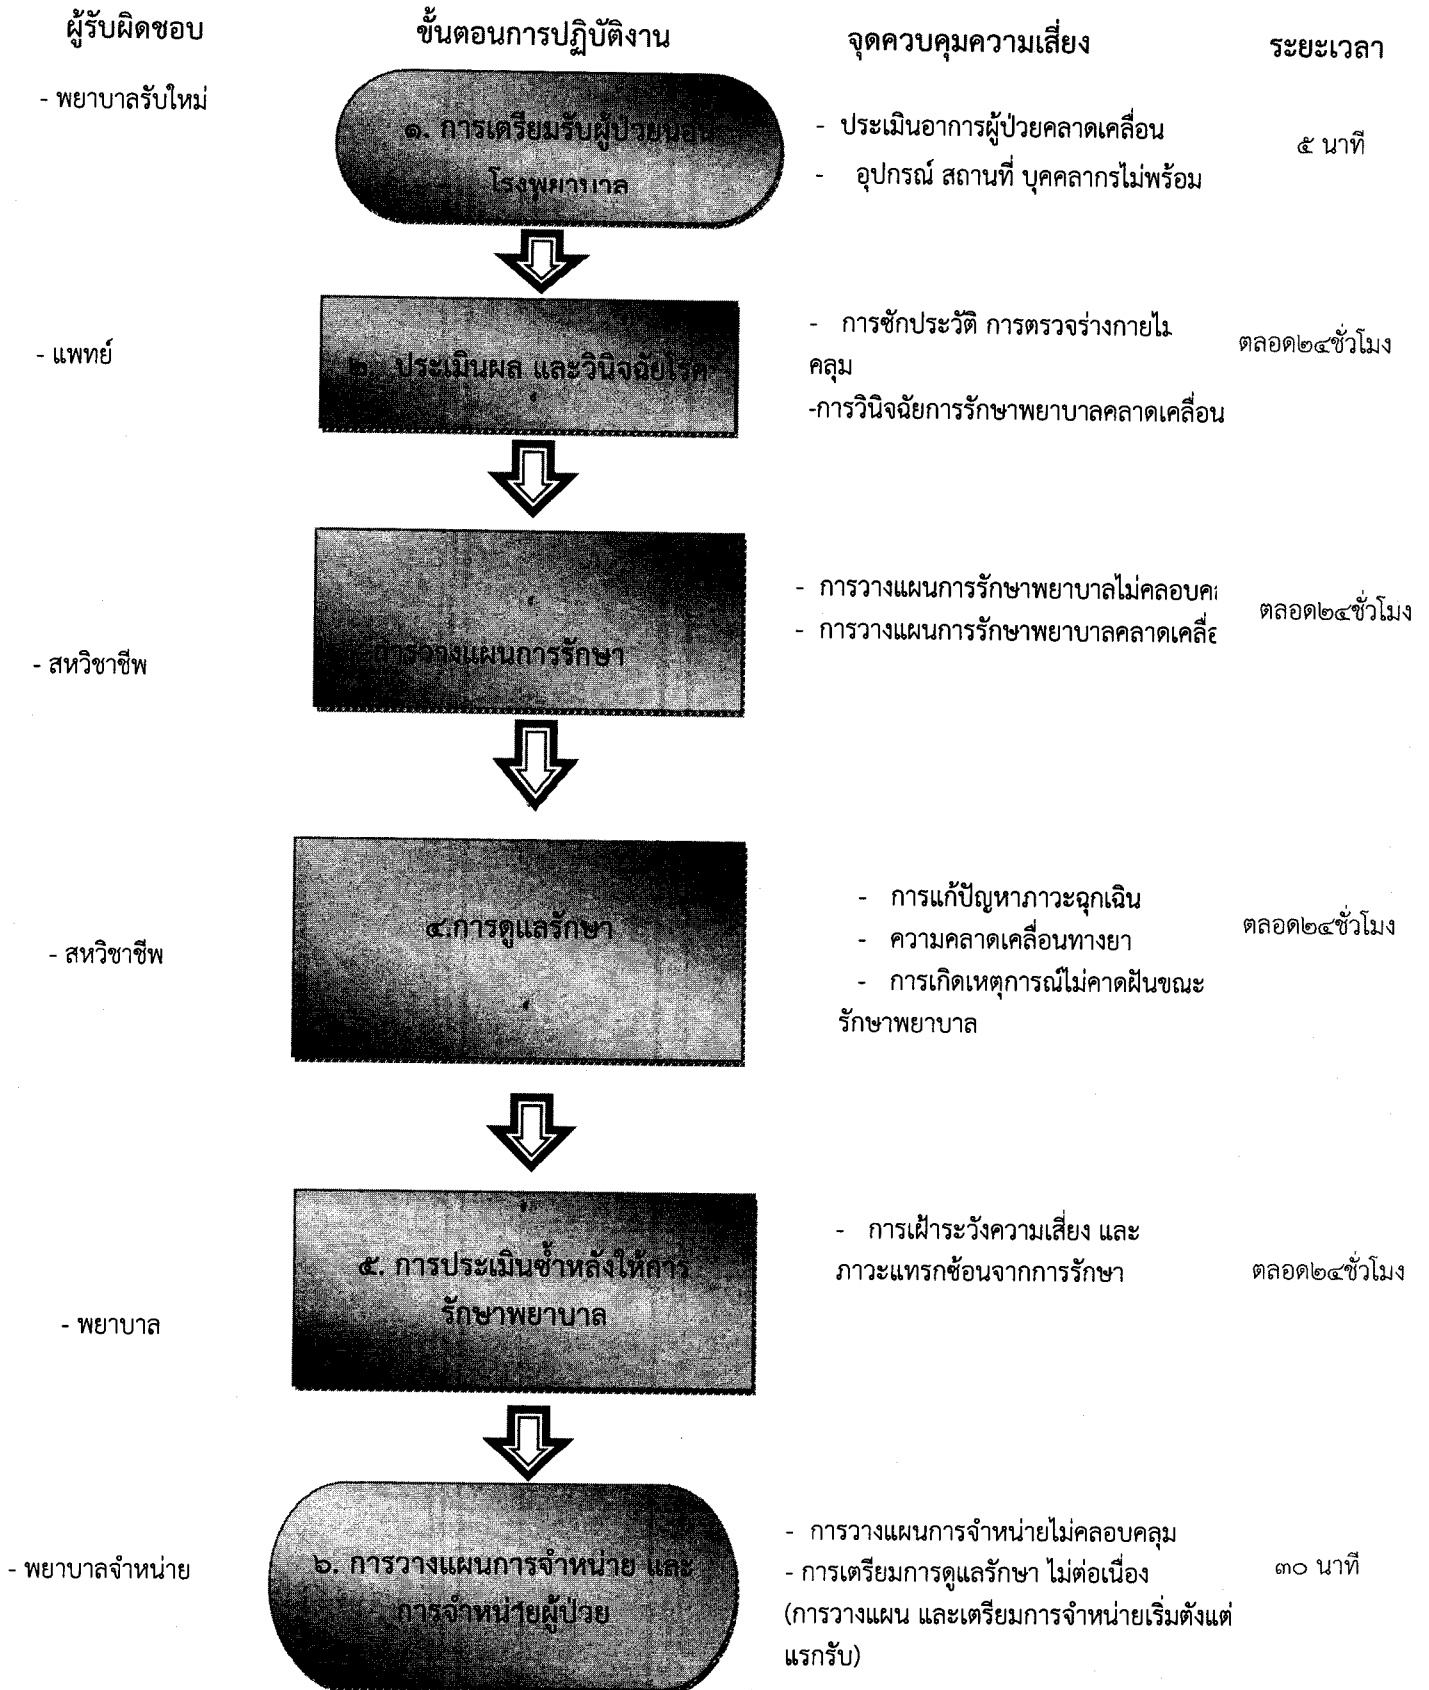 ผู้รับผิดชอบ ขั้นตอนการปฏิบัติงาน จุดควบคุมความเสี่ยง ระยะเวลา
- พยาบาลรับใหม่
๑. การเตรียมรับผู้ป่วยนอน
โรงพยาบาล
- ประเมินอาการผู้ป่วยคลาดเคลื่อน
- อุปกรณ์ สถานที่ บุคคลากรไม่พร้อม
๕ นาที
- แพทย์
๒. ประเมินผล และวินิจฉัยโรค
- การซักประวัติ การตรวจร่างกายไม
คลุม
-การวินิจฉัยการรักษาพยาบาลคลาดเคลื่อน
ตลอด๒๔ชั่วโมง
- สหวิชาชีพ
การวางแผนการรักษา
- การวางแผนการรักษาพยาบาลไม่คลอบค
- การวางแผนการรักษาพยาบาลคลาดเคลื่อ
ตลอด๒๔ชั่วโมง
- สหวิชาชีพ
๔.การดูแลรักษา
- การแก้ปัญหาภาวะฉุกเฉิน
- ความคลาดเคลื่อนทางยา
- การเกิดเหตุการณ์ไม่คาดฝันขณะ
รักษาพยาบาล
ตลอด๒๔ชั่วโมง
- พยาบาล
๕. การประเมินซ้ำหลังให้การ
รักษาพยาบาล
- การเฝ้าระวังความเสี่ยง และ
ภาวะแทรกซ้อนจากการรักษา
ตลอด๒๔ชั่วโมง
- พยาบาลจำหน่าย
๖. การวางแผนการจำหน่าย และ
การจำหน่ายผู้ป่วย
- การวางแผนการจำหน่ายไม่คลอบคลุม
- การเตรียมการดูแลรักษา ไม่ต่อเนื่อง
(การวางแผน และเตรียมการจำหน่ายเริ่มตังแต่
แรกรับ)
๓๐ นาที